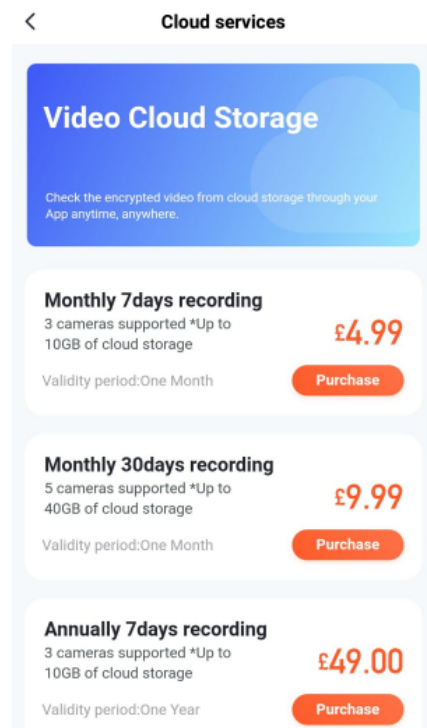 Cloud services
Video Cloud Storage
Check the encrypted video from cloud storage through your
App anytime, anywhere.
Monthly 7days recording
3 cameras supported *Up to
10GB of cloud storage
£4.99
Validity period:One Month
Purchase
Monthly 30days recording
5 cameras supported *Up to
40GB of cloud storage
£9.99
Validity period:One Month
Purchase
Annually 7days recording
3 cameras supported *Up to
10GB of cloud storage
£49.00
Validity period:One Year
Purchase